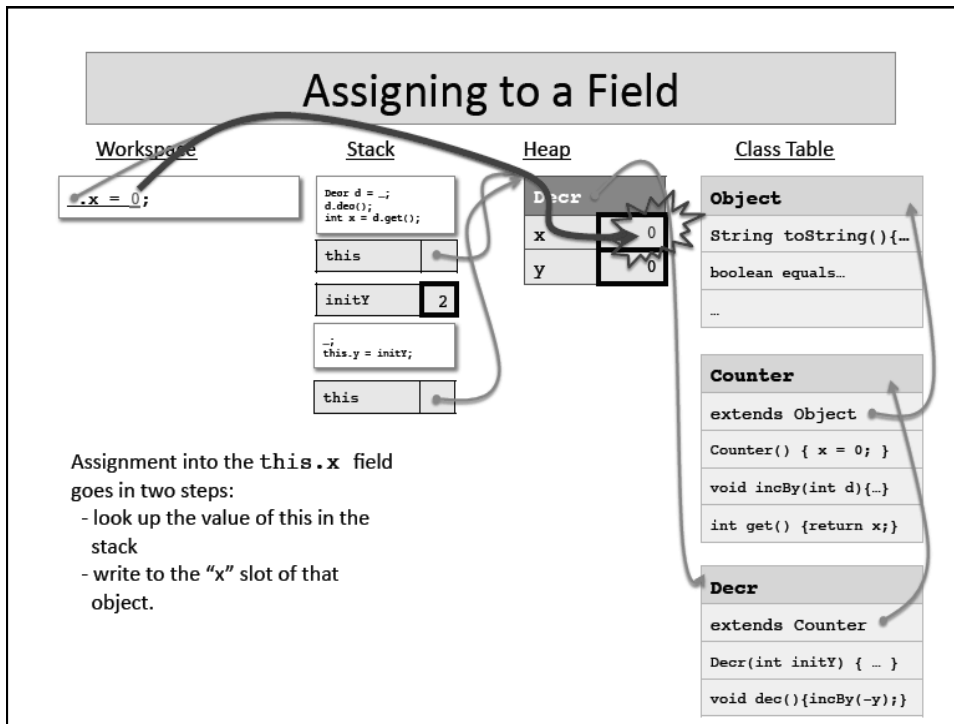 Assigning to a Field
Workspace
Stack
Heap
Class Table
_.x = 0;
Decr d = _;
d.dec();
int x = d.get();
this
initY 2
_;
this.y = initY;
this
Decr
x 0
y 0
Object
String toString(){…
boolean equals…
…
Counter
extends Object
Counter() { x = 0; }
void incBy(int d){…}
int get() {return x;}
Decr
extends Counter
Decr(int initY) { … }
void dec(){incBy(-y);}
Assignment into the this.x field
goes in two steps:
- look up the value of this in the
stack
- write to the “x” slot of that
object.